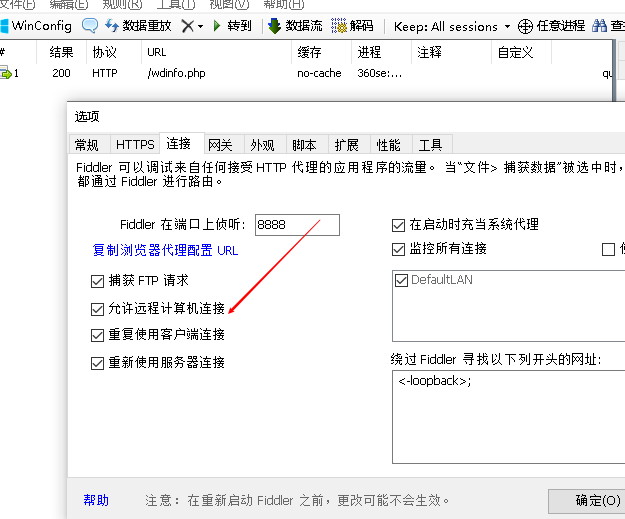 文件(F) 编辑(E) 规则(R) 工具(T) 视图(V) 帮助(H)
WinConfig 数据重放 转到 数据流 解码 Keep: All sessions 任意进程 查
# 结果 协议 URL 缓存 进程 注释 自定义
1 200 HTTP /wdinfo.php no-cache 360se:... qu
选项
常规 HTTPS 连接 网关 外观 脚本 扩展 性能 工具
Fiddler 可以调试来自任何接受 HTTP 代理的应用程序的流量。 当“文件> 捕获数据”被选中时,
都通过 Fiddler 进行路由。
Fiddler 在端口上侦听: 8888
在启动时充当系统代理
复制浏览器代理配置 URL
监控所有连接
捕获 FTP 请求
DefaultLAN
允许远程计算机连接
重复使用客户端连接
重新使用服务器连接
绕过 Fiddler 寻找以下列开头的网址:
<-loopback>;
帮助 注意: 在重新启动 Fiddler 之前，更改可能不会生效。 确定(O)